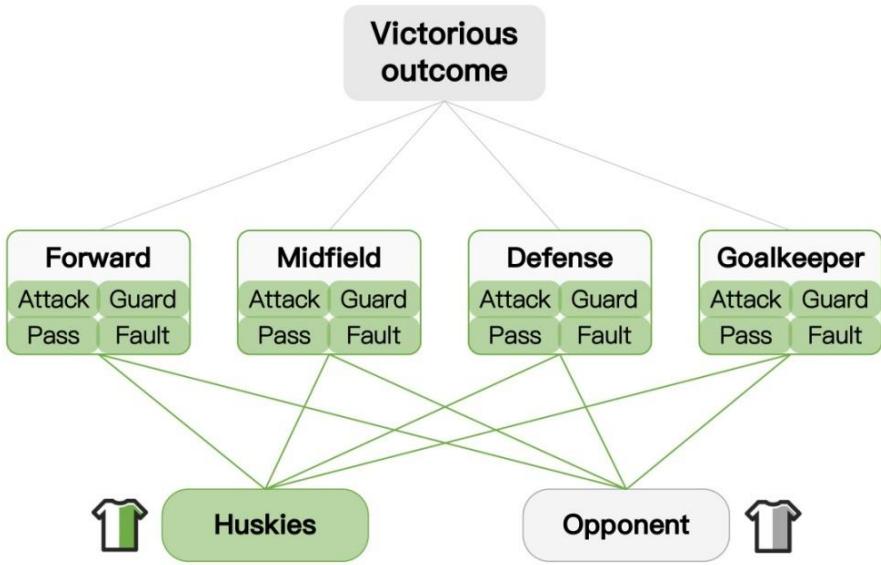 Victorious
outcome
Forward Midfield Defense Goalkeeper
Attack Guard Attack Guard Attack Guard Attack Guard
Pass Fault Pass Fault Pass Fault Pass Fault
Huskies Opponent